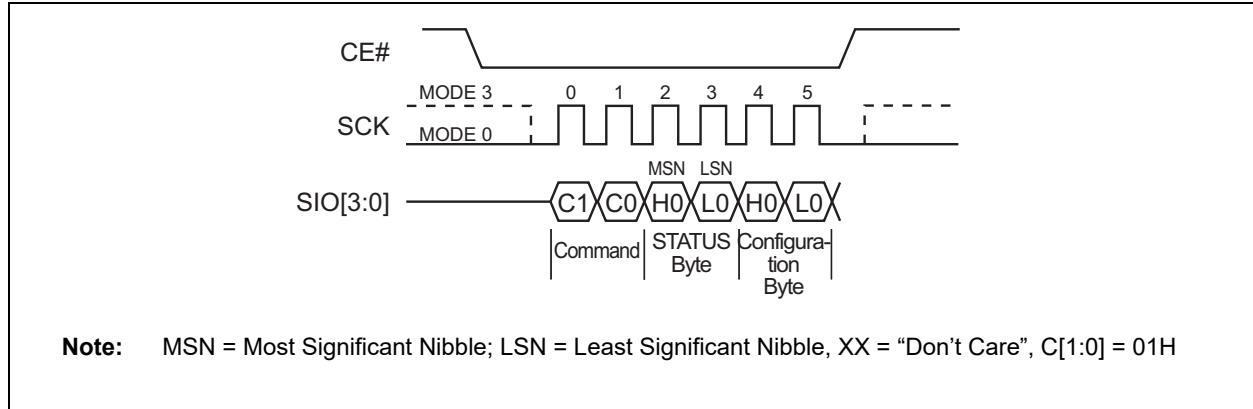 CE#
MODE 3 0 1 2 3 4 5
SCK
MODE 0
MSN LSN
SIO[3:0] C1 C0 H0 L0 H0 L0
Command STATUS Configura-
Byte tion
Byte
Note: MSN = Most Significant Nibble; LSN = Least Significant Nibble, XX = “Don’t Care”, C[1:0] = 01H